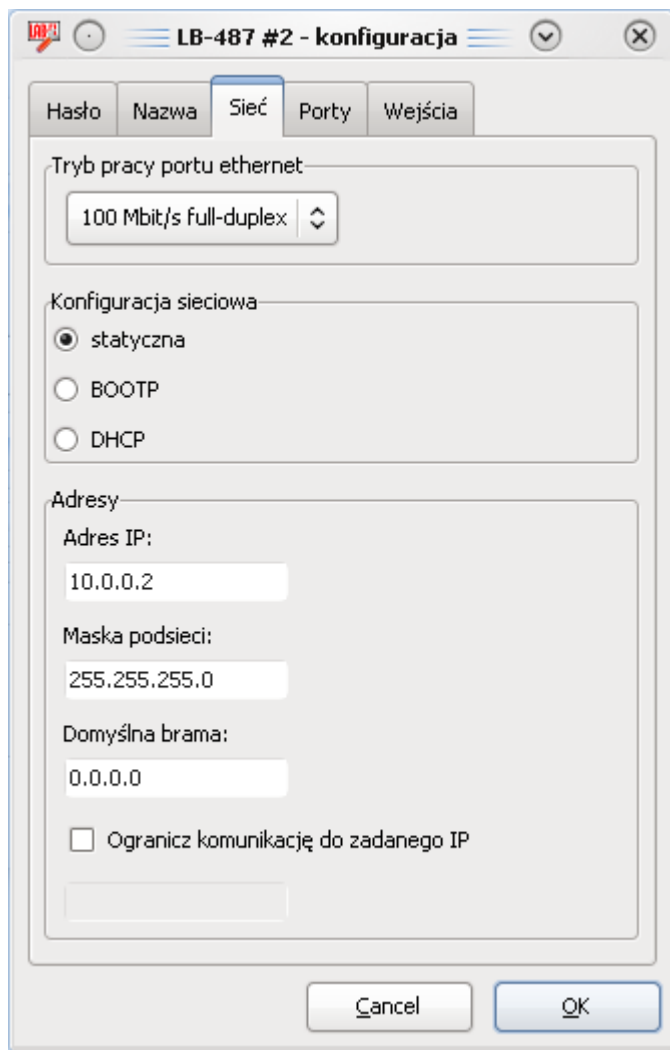 LAB
LB-487 #2 - konfiguracja
Hasło Nazwa Sieć Porty Wejścia
Tryb pracy portu ethernet
100 Mbit/s full-duplex
Konfiguracja sieciowa
statyczna
BOOTP
DHCP
Adresy
Adres IP:
10.0.0.2
Maska podsieci:
255.255.255.0
Domyślna brama:
0.0.0.0
Ogranicz komunikację do zadanego IP
Cancel OK